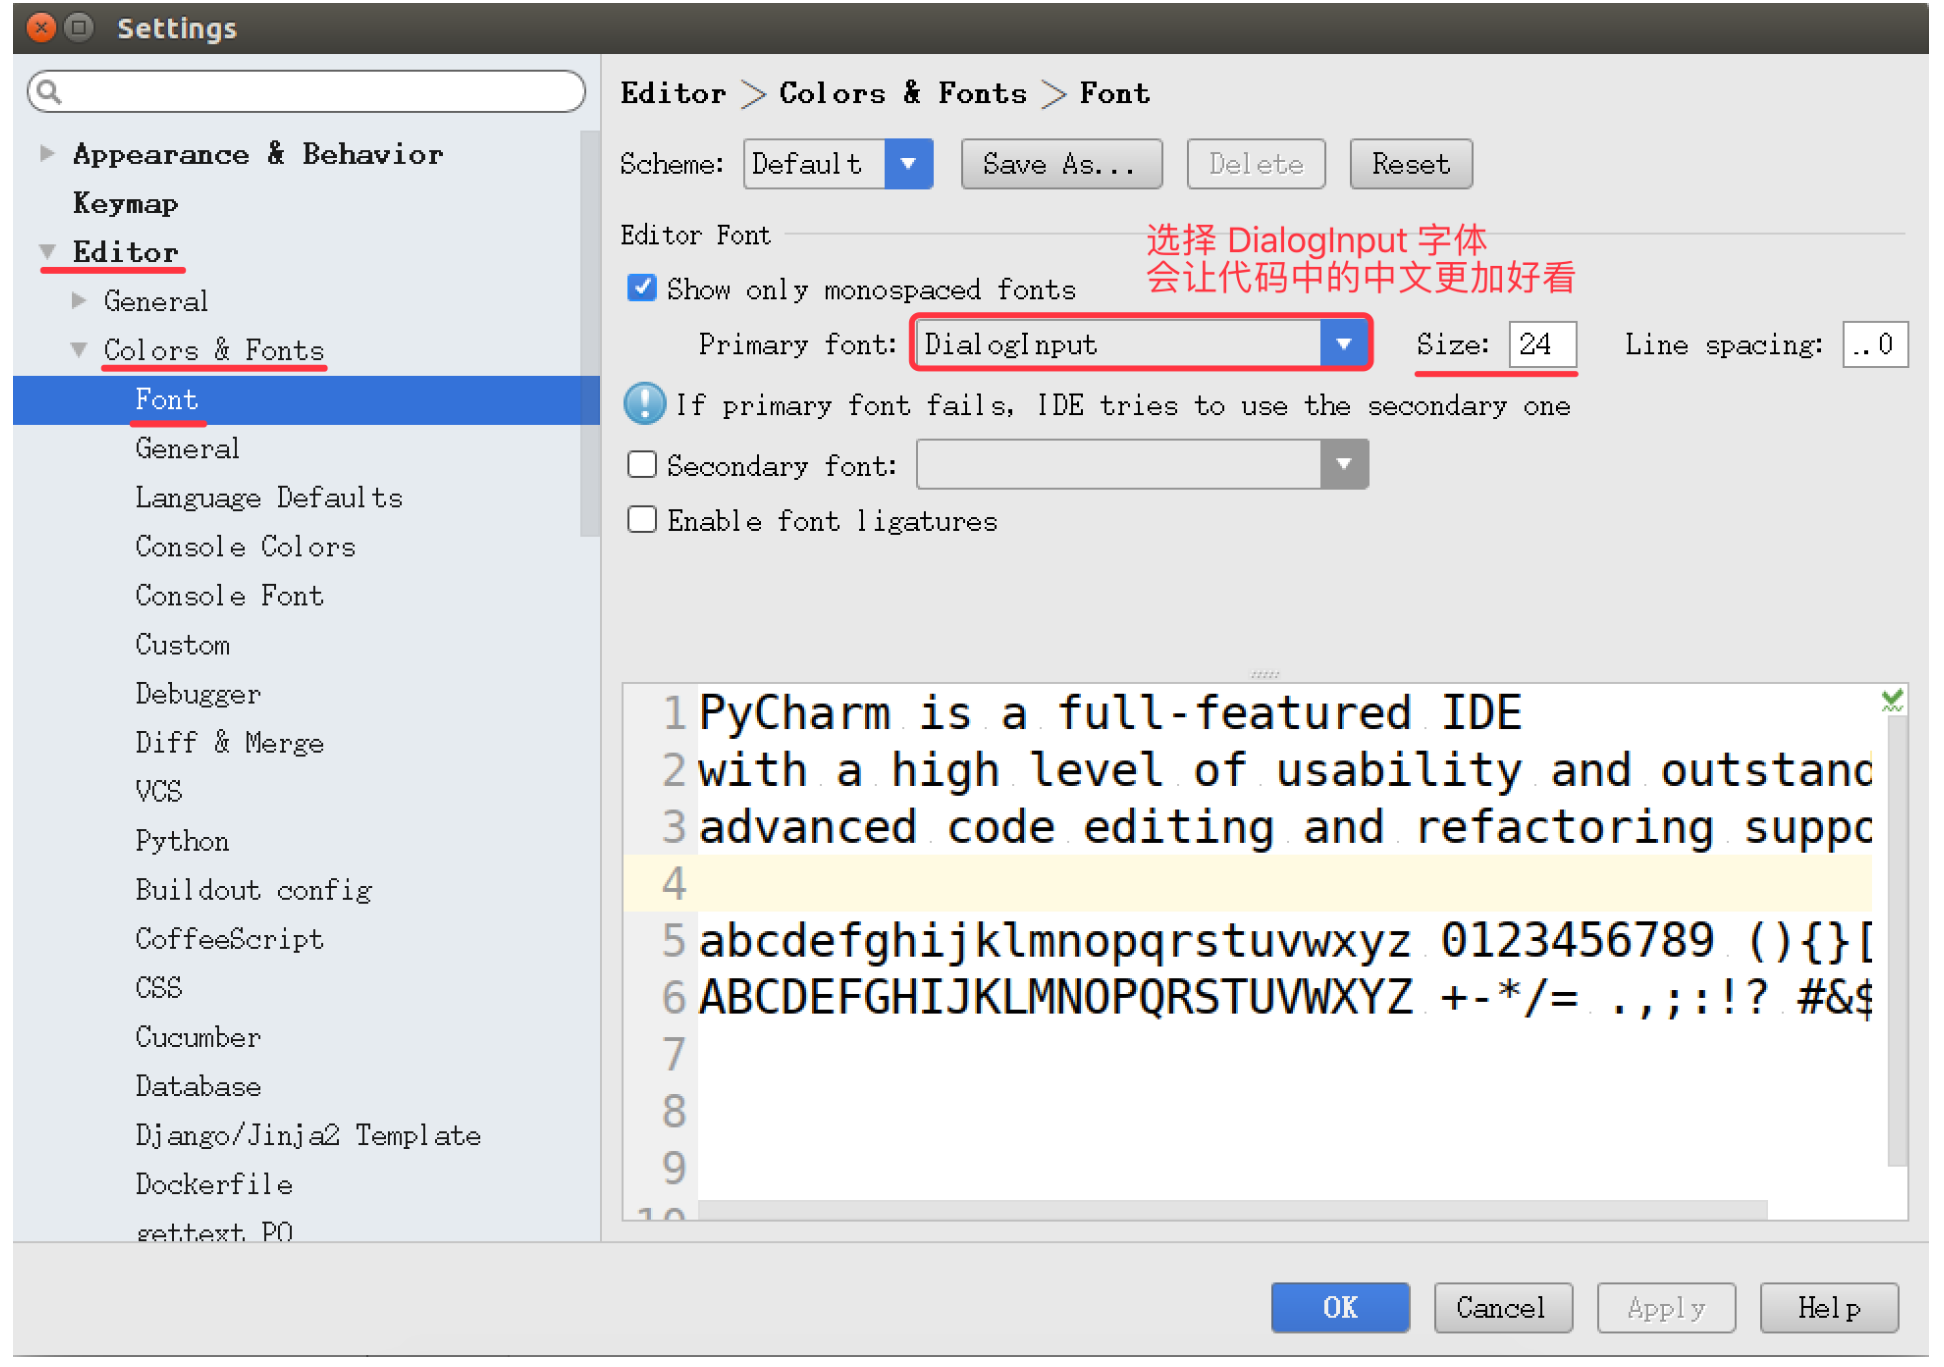 Settings
Appearance & Behavior
Keymap
Editor
General
Colors & Fonts
Font
General
Language Defaults
Console Colors
Console Font
Custom
Debugger
Diff & Merge
VCS
Python
Buildout config
CoffeeScript
CSS
Cucumber
Database
Django/Jinja2 Template
Dockerfile
gettext PO
Editor > Colors & Fonts > Font
Scheme: Default Save As... Delete Reset
Editor Font
选择 DialogInput 字体
会让代码中的中文更加好看
Show only monospaced fonts
Primary font: DialogInput Size: 24 Line spacing: ..0
If primary font fails, IDE tries to use the secondary one
Secondary font:
Enable font ligatures
1 PyCharm is a full-featured IDE
2 with a high level of usability and outstand
3 advanced code editing and refactoring suppo
4
5 abcdefghijklmnopqrstuvwxyz 0123456789 (){}[
6 ABCDEFGHIJKLMNOPQRSTUVWXYZ +-*/= .,;:!? #&$
7
8
9
10
OK Cancel Apply Help